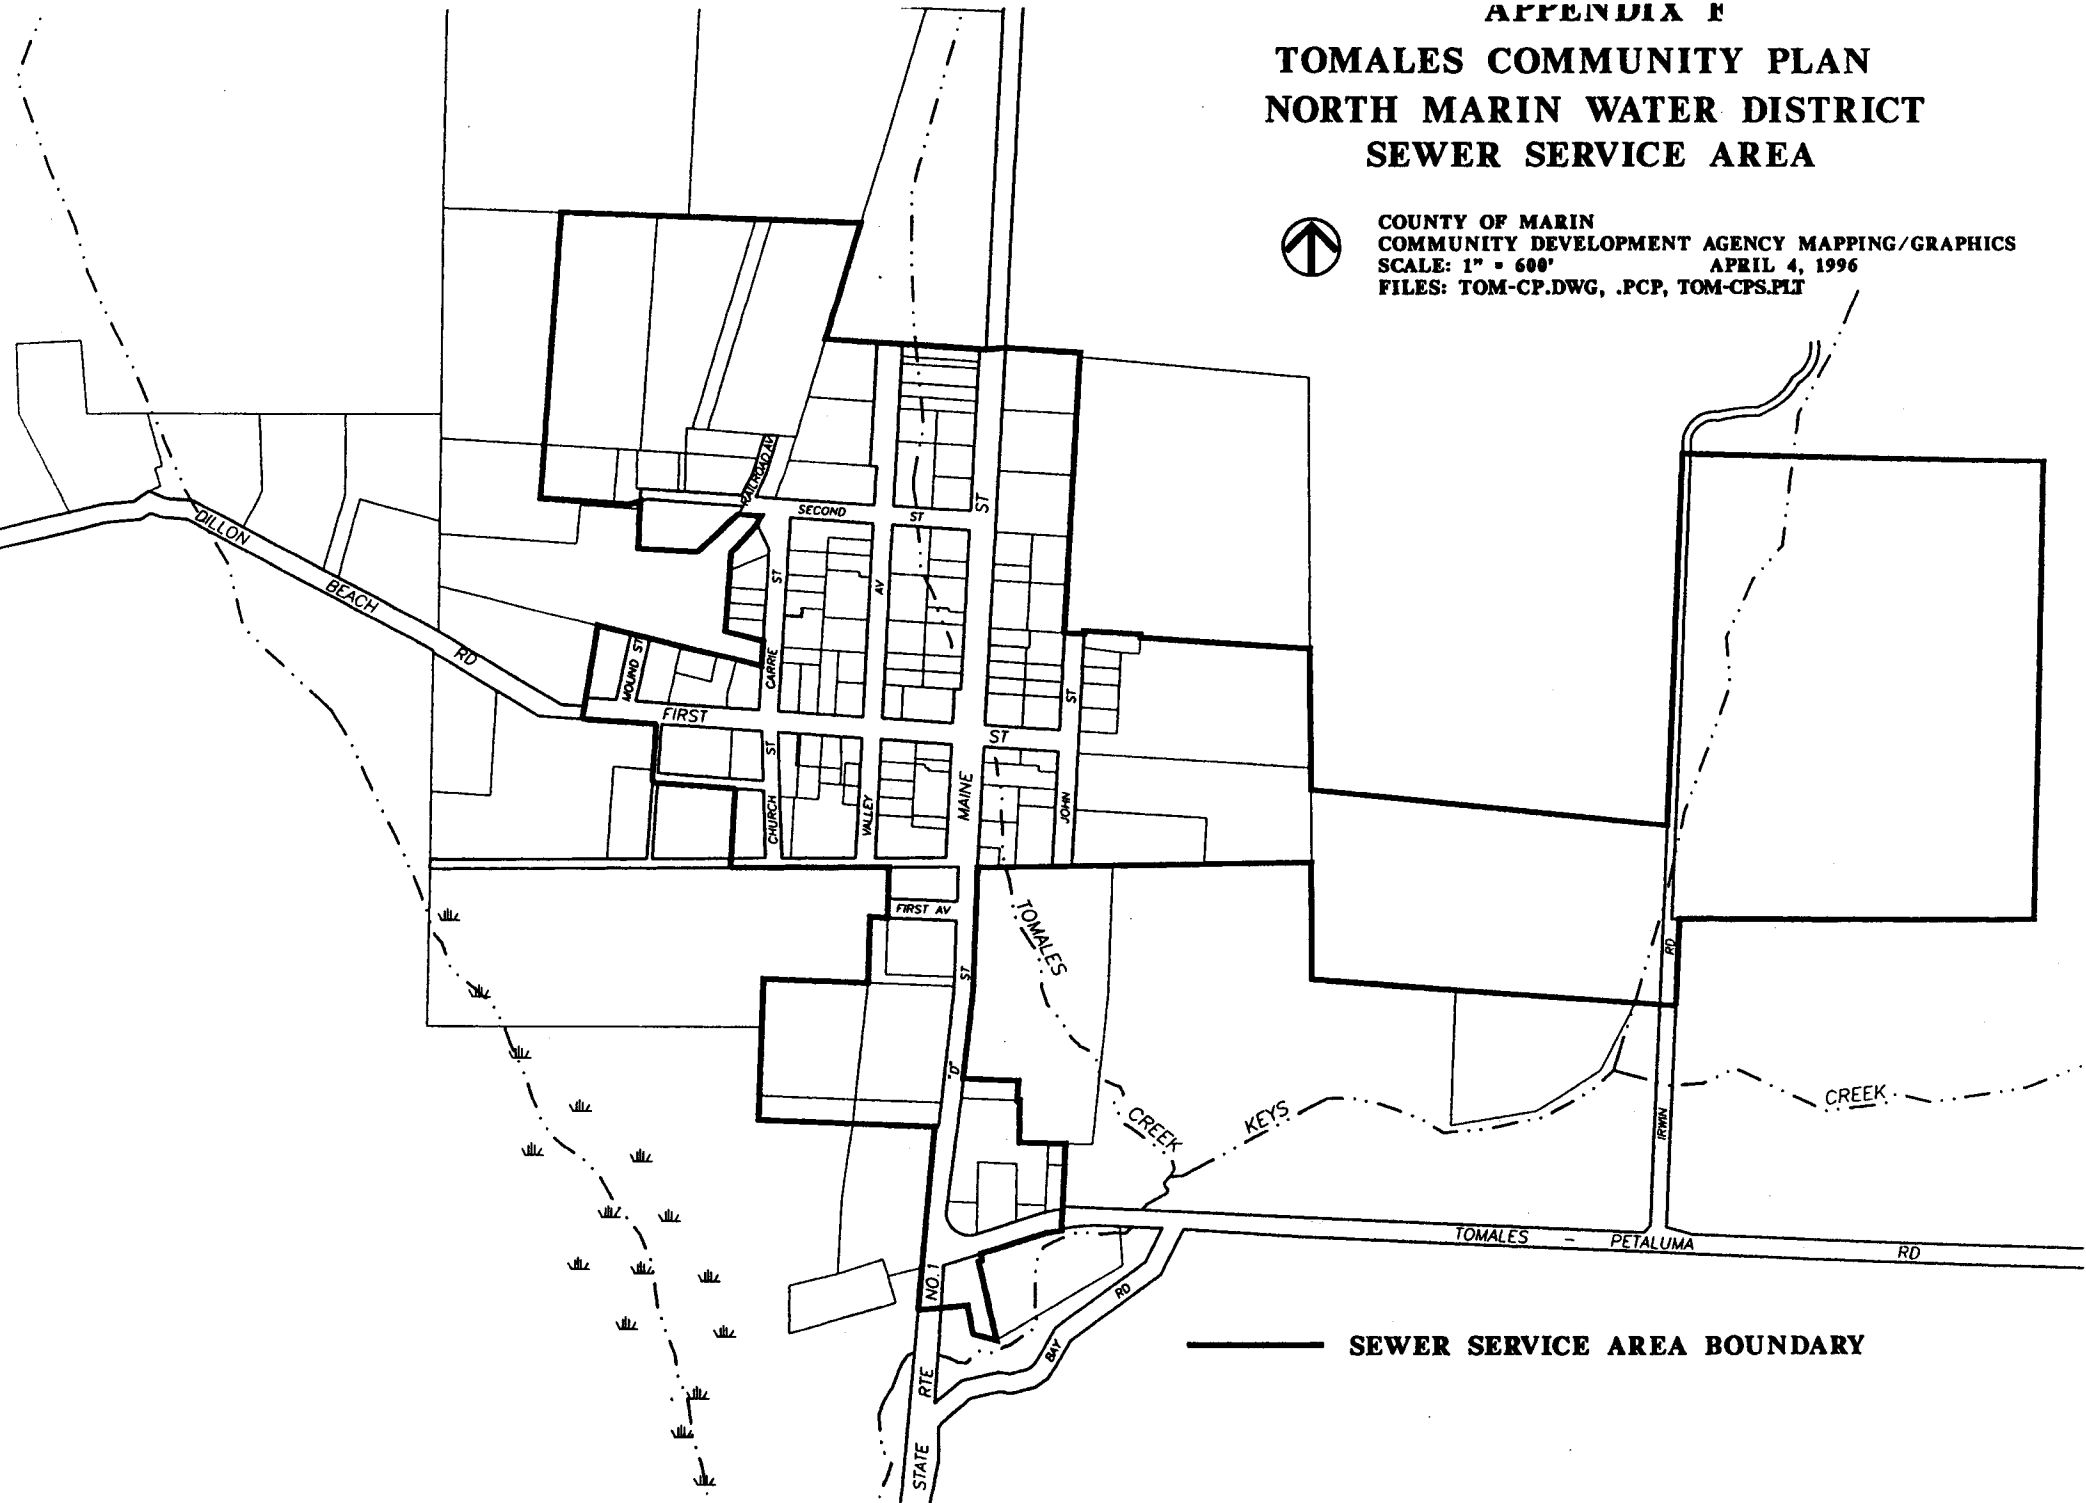 APPENDIX F
TOMALES COMMUNITY PLAN
NORTH MARIN WATER DISTRICT
SEWER SERVICE AREA
COUNTY OF MARIN
COMMUNITY DEVELOPMENT AGENCY MAPPING/GRAPHICS
SCALE: 1" = 600' APRIL 4, 1996
FILES: TOM-CP.DWG, .PCP, TOM-CPS.PLT
RAILROAD AV
SECOND ST
ST
DILLON BEACH RD
MOUND ST
CARRIE ST
AV
ST
FIRST ST
CHURCH ST
VALLEY
MAINE
JOHN
FIRST AV
ST
"D"
TOMALES CREEK
KEYS CREEK
RD
IRWIN
TOMALES - PETALUMA RD
BAY RD
STATE RTE NO. 1
SEWER SERVICE AREA BOUNDARY